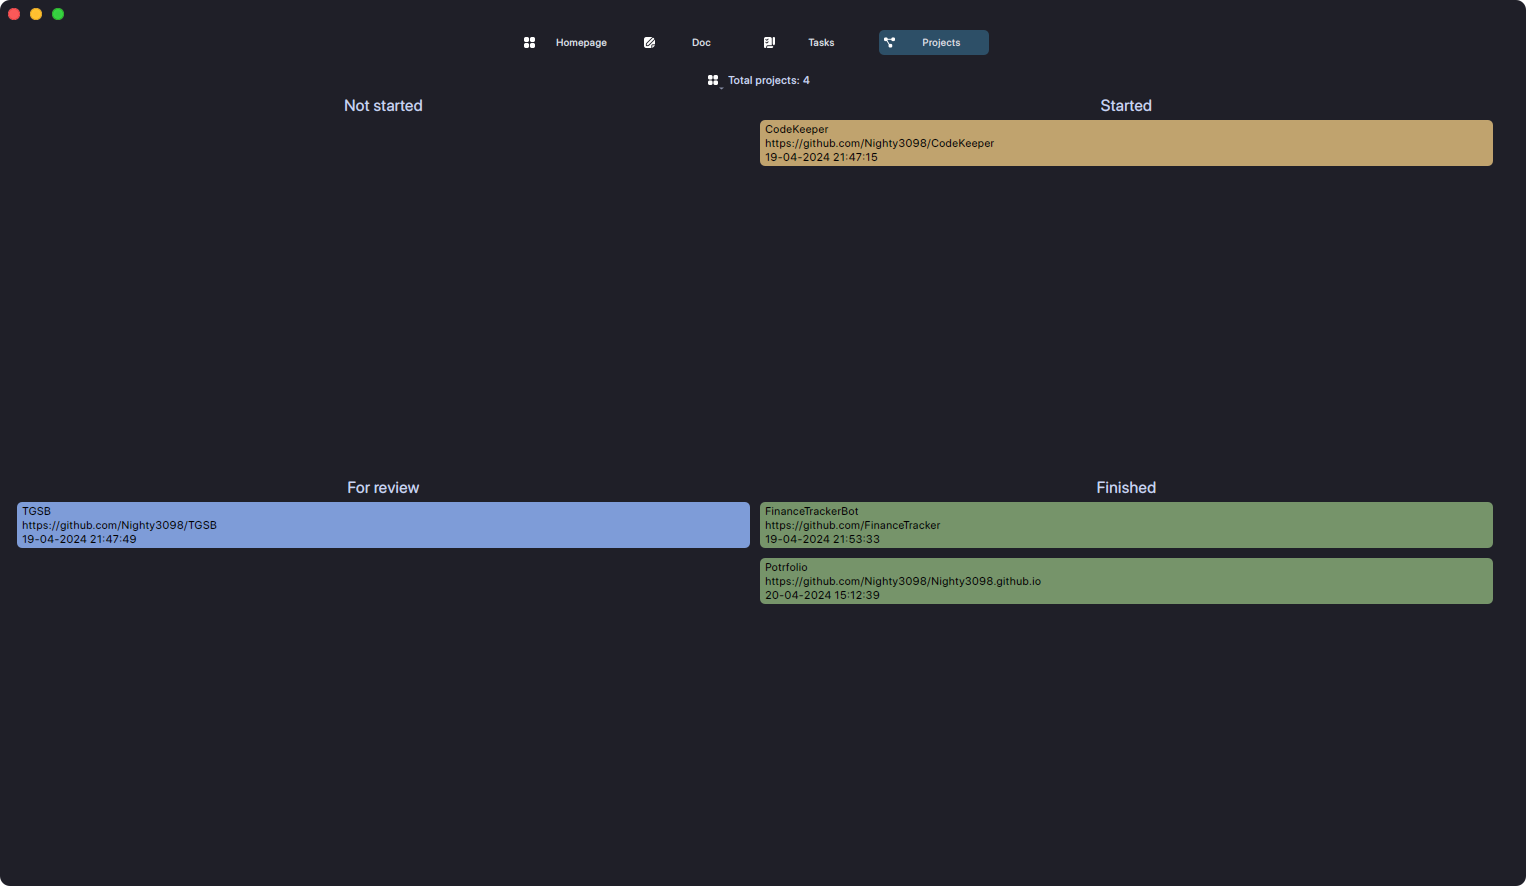 Homepage
Doc
Tasks
Projects
Total projects: 4
Not started
Started
CodeKeeper
https://github.com/Nighty3098/CodeKeeper
19-04-2024 21:47:15
For review
Finished
TGSB
https://github.com/Nighty3098/TGSB
19-04-2024 21:47:49
FinanceTrackerBot
https://github.com/FinanceTracker
19-04-2024 21:53:33
Potrfolio
https://github.com/Nighty3098/Nighty3098.github.io
20-04-2024 15:12:39